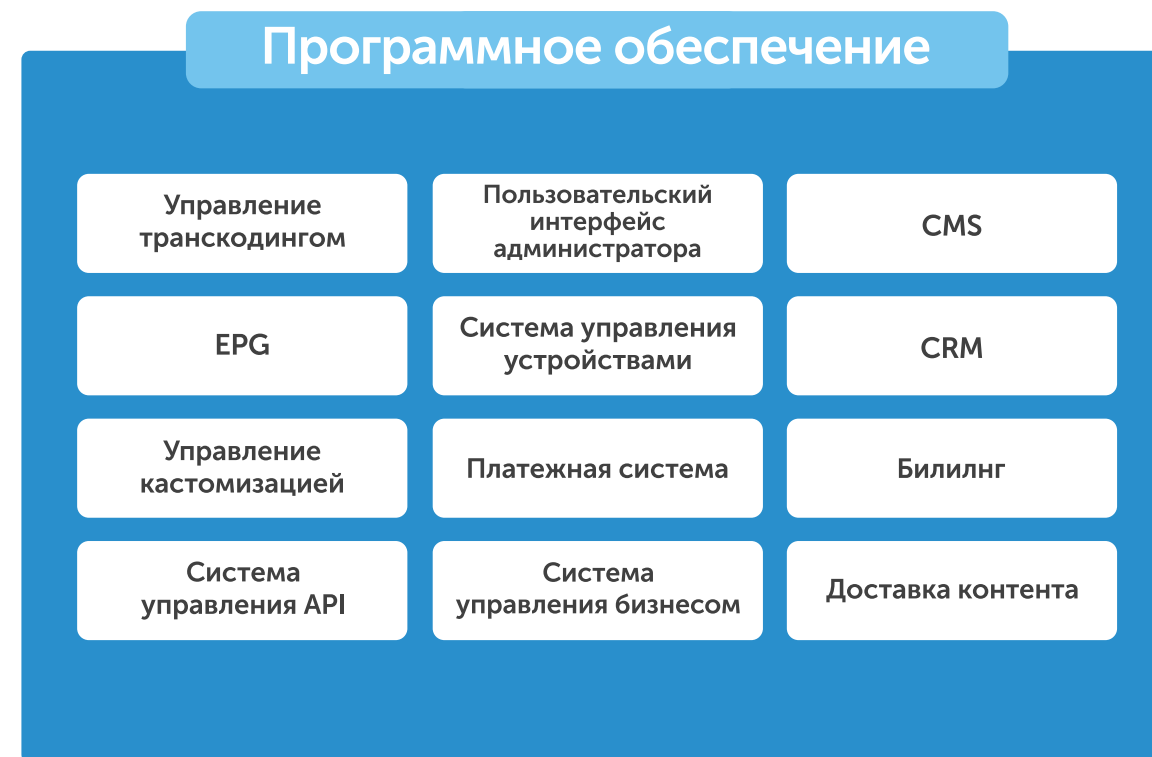 Программное обеспечение
Управление
транскодингом
Пользовательский
интерфейс
администратора
CMS
EPG
Система управления
устройствами
CRM
Управление
кастомизацией
Платежная система
Билилнг
Система
управления API
Система
управления бизнесом
Доставка контента